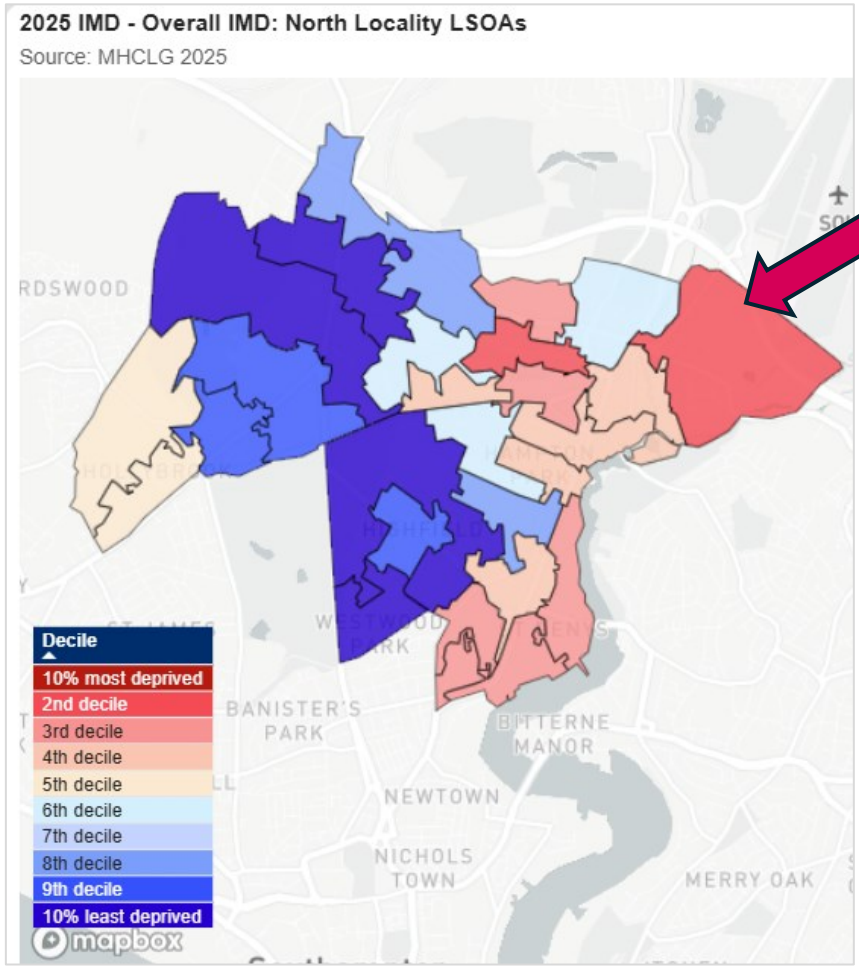 2025 IMD - Overall IMD: North Locality LSOAs
Source: MHCLG 2025
RDSWOOD
HOLLYBROOK
HAMPTON
PARK
HIGHFIELD
WESTWOOD
PARK
ST JAMES
BANISTER'S
PARK
BITTERNE
MANOR
NEWTOWN
NICHOLS
TOWN
MERRY OAK
Decile
10% most deprived
2nd decile
3rd decile
4th decile
5th decile
6th decile
7th decile
8th decile
9th decile
10% least deprived
mapbox